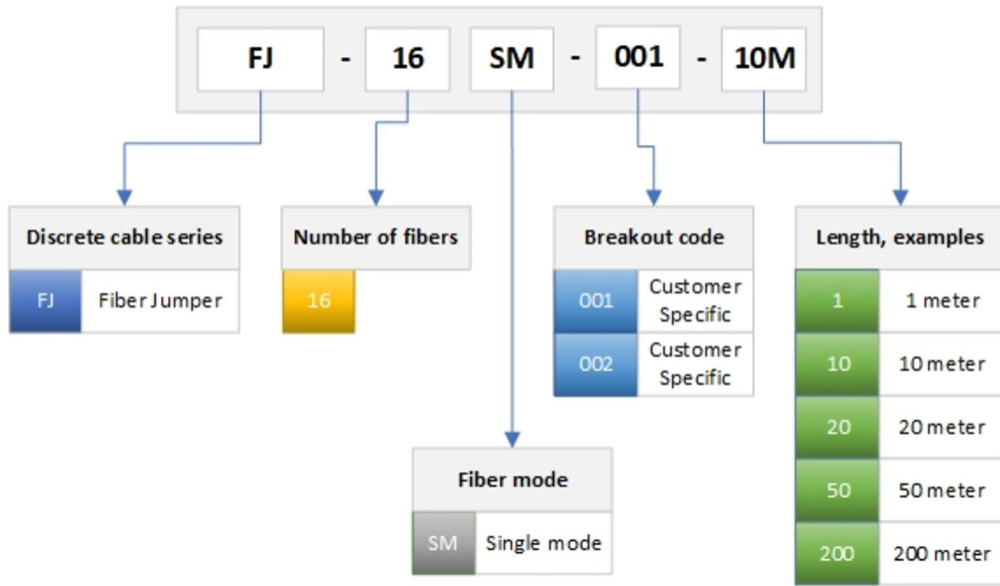 FJ - 16 SM - 001 - 10M
Discrete cable series
FJ Fiber Jumper
Number of fibers
16
Breakout code
001 Customer Specific
002 Customer Specific
Length, examples
1 1 meter
10 10 meter
20 20 meter
50 50 meter
200 200 meter
Fiber mode
SM Single mode